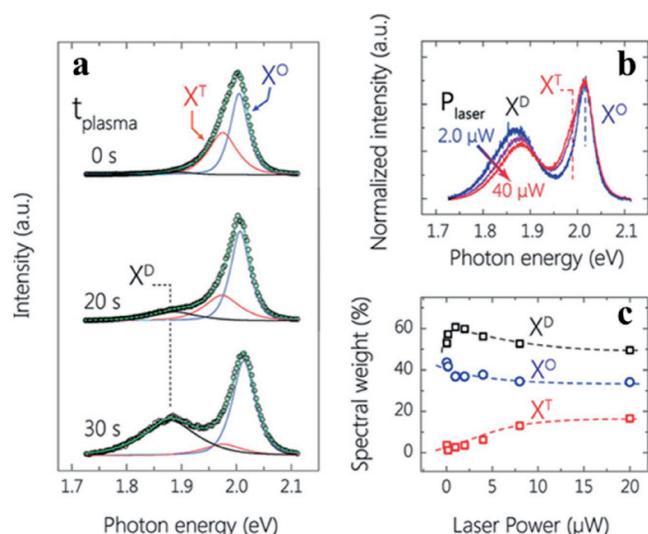 a
t plasma
0 s
X^T
X^O
X^D
20 s
30 s
Intensity (a.u.)
1.7 1.8 1.9 2.0 2.1
Photon energy (eV)
b
P laser
X^D
X^T
X^O
2.0 µW
40 µW
Normalized intensity (a.u.)
1.7 1.8 1.9 2.0 2.1
Photon energy (eV)
c
X^D
X^O
X^T
Spectral weight (%)
60
40
20
0
0 5 10 15 20
Laser Power (µW)